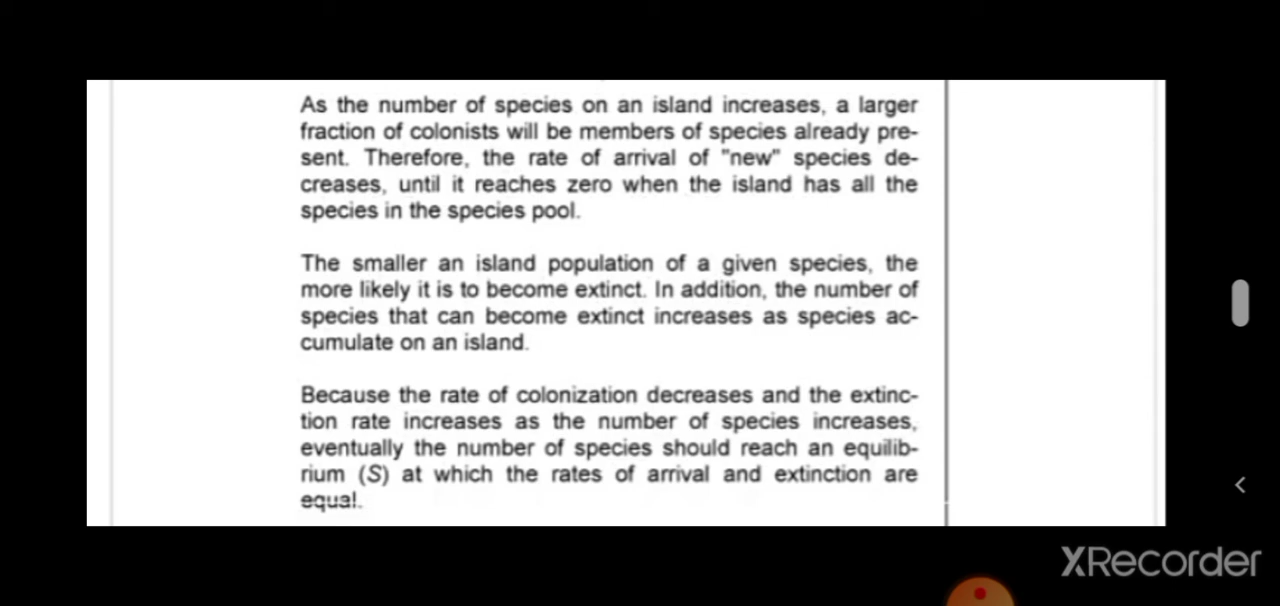 As the number of species on an island increases, a larger
fraction of colonists will be members of species already pre-
sent. Therefore, the rate of arrival of "new" species de-
creases, until it reaches zero when the island has all the
species in the species pool.
The smaller an island population of a given species, the
more likely it is to become extinct. In addition, the number of
species that can become extinct increases as species ac-
cumulate on an island.
Because the rate of colonization decreases and the extinc-
tion rate increases as the number of species increases,
eventually the number of species should reach an equilib-
rium (S) at which the rates of arrival and extinction are
equal.
XRecorder